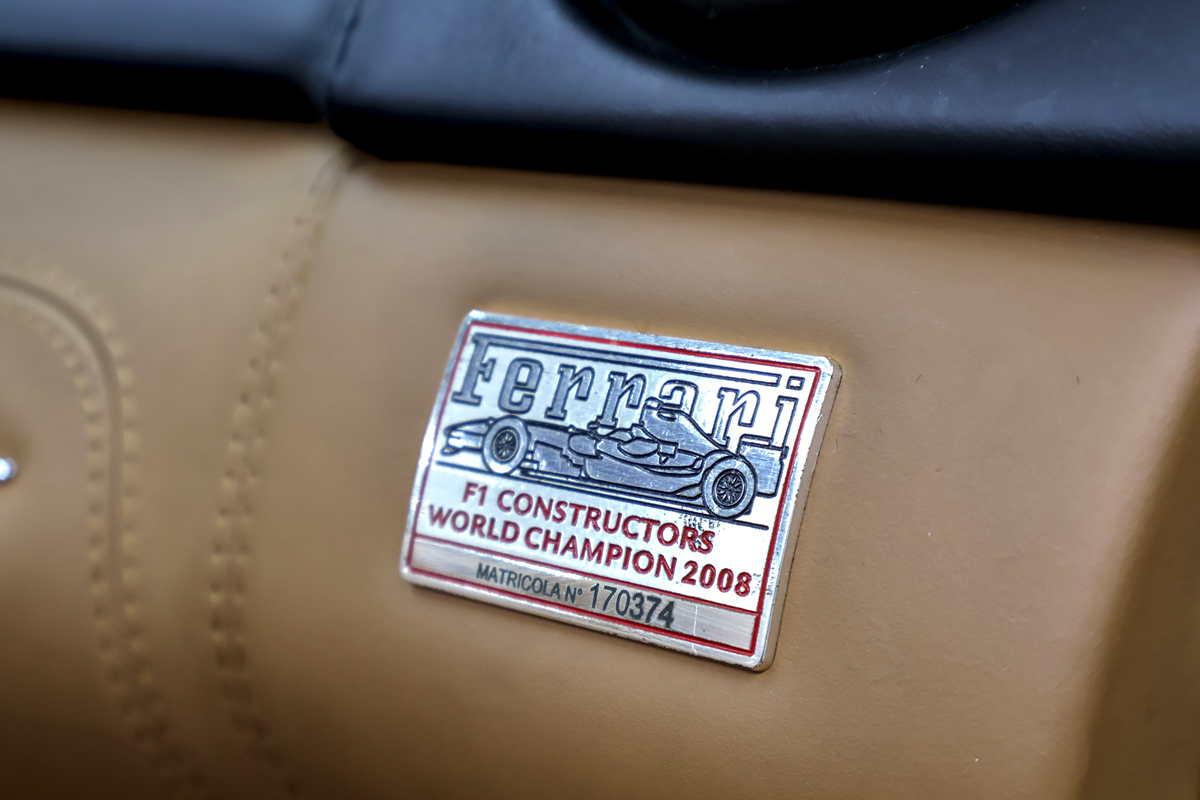 Ferrari
F1 CONSTRUCTORS
WORLD CHAMPION 2008
MATRICOLA N° 170374